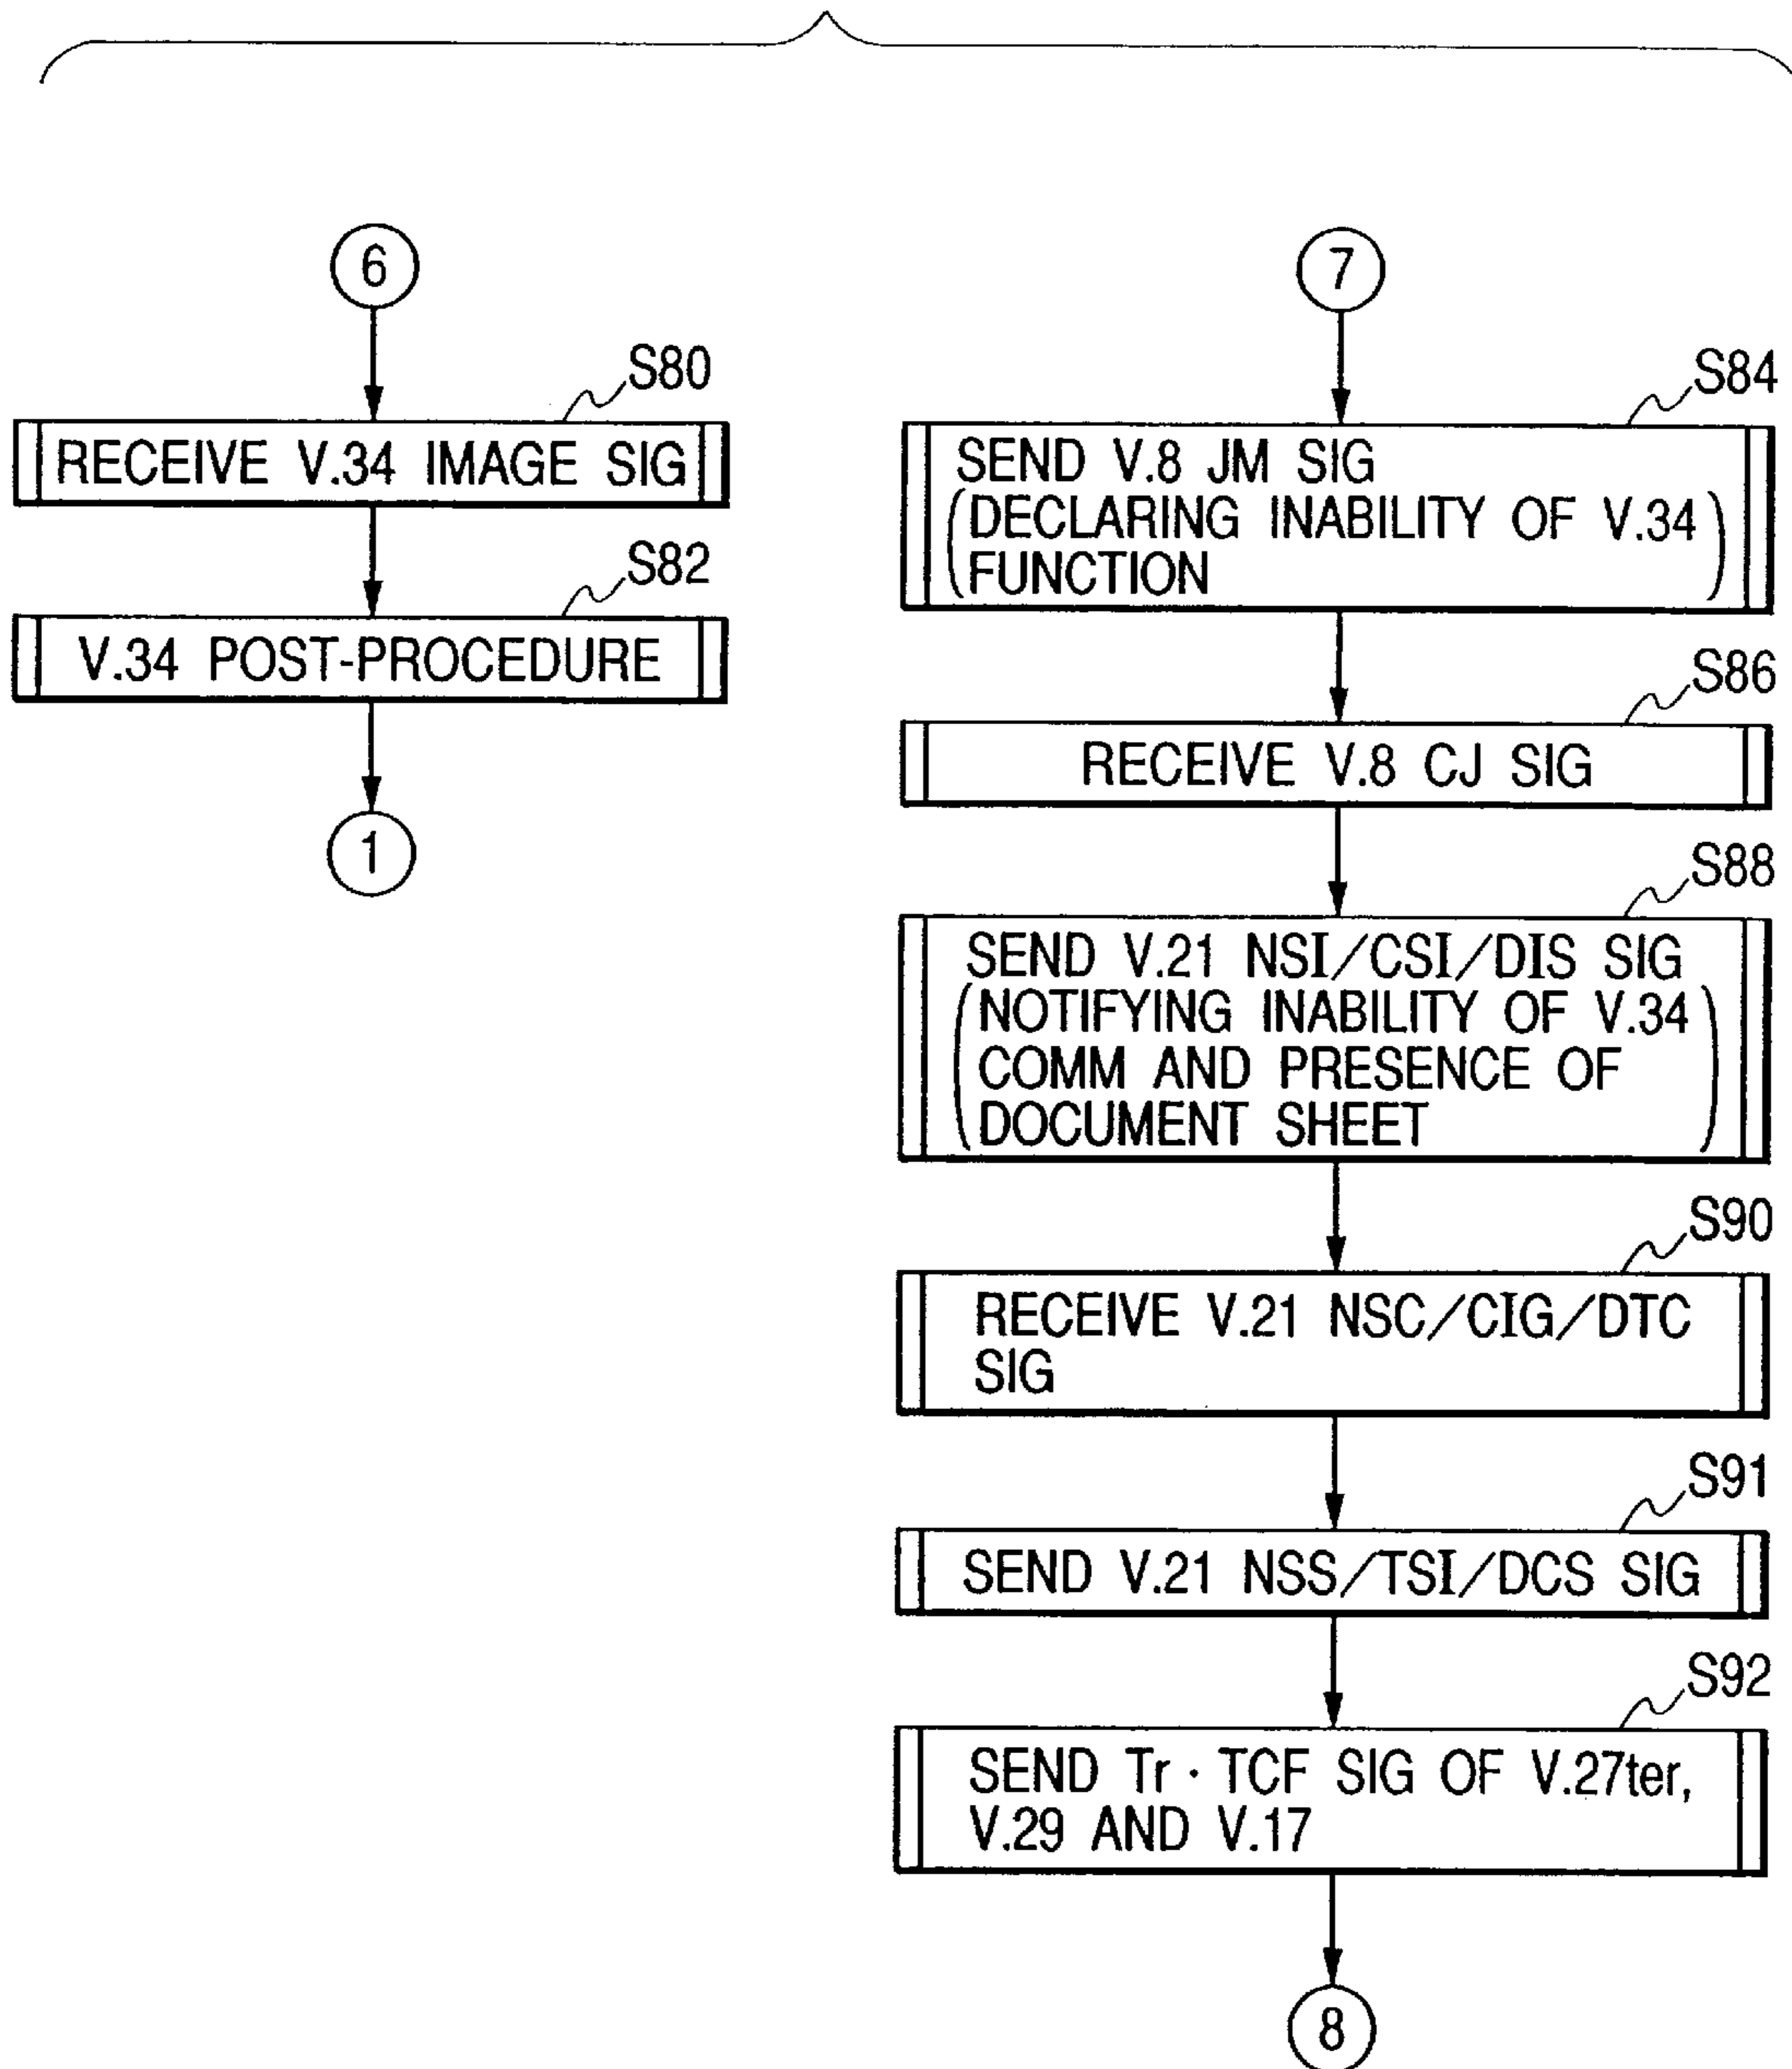 6
S80
RECEIVE V.34 IMAGE SIG
S82
V.34 POST-PROCEDURE
1
7
S84
SEND V.8 JM SIG
(DECLARING INABILITY OF V.34
FUNCTION)
S86
RECEIVE V.8 CJ SIG
S88
SEND V.21 NSI/CSI/DIS SIG
(NOTIFYING INABILITY OF V.34
COMM AND PRESENCE OF
DOCUMENT SHEET)
S90
RECEIVE V.21 NSC/CIG/DTC
SIG
S91
SEND V.21 NSS/TSI/DCS SIG
S92
SEND Tr · TCF SIG OF V.27ter,
V.29 AND V.17
8